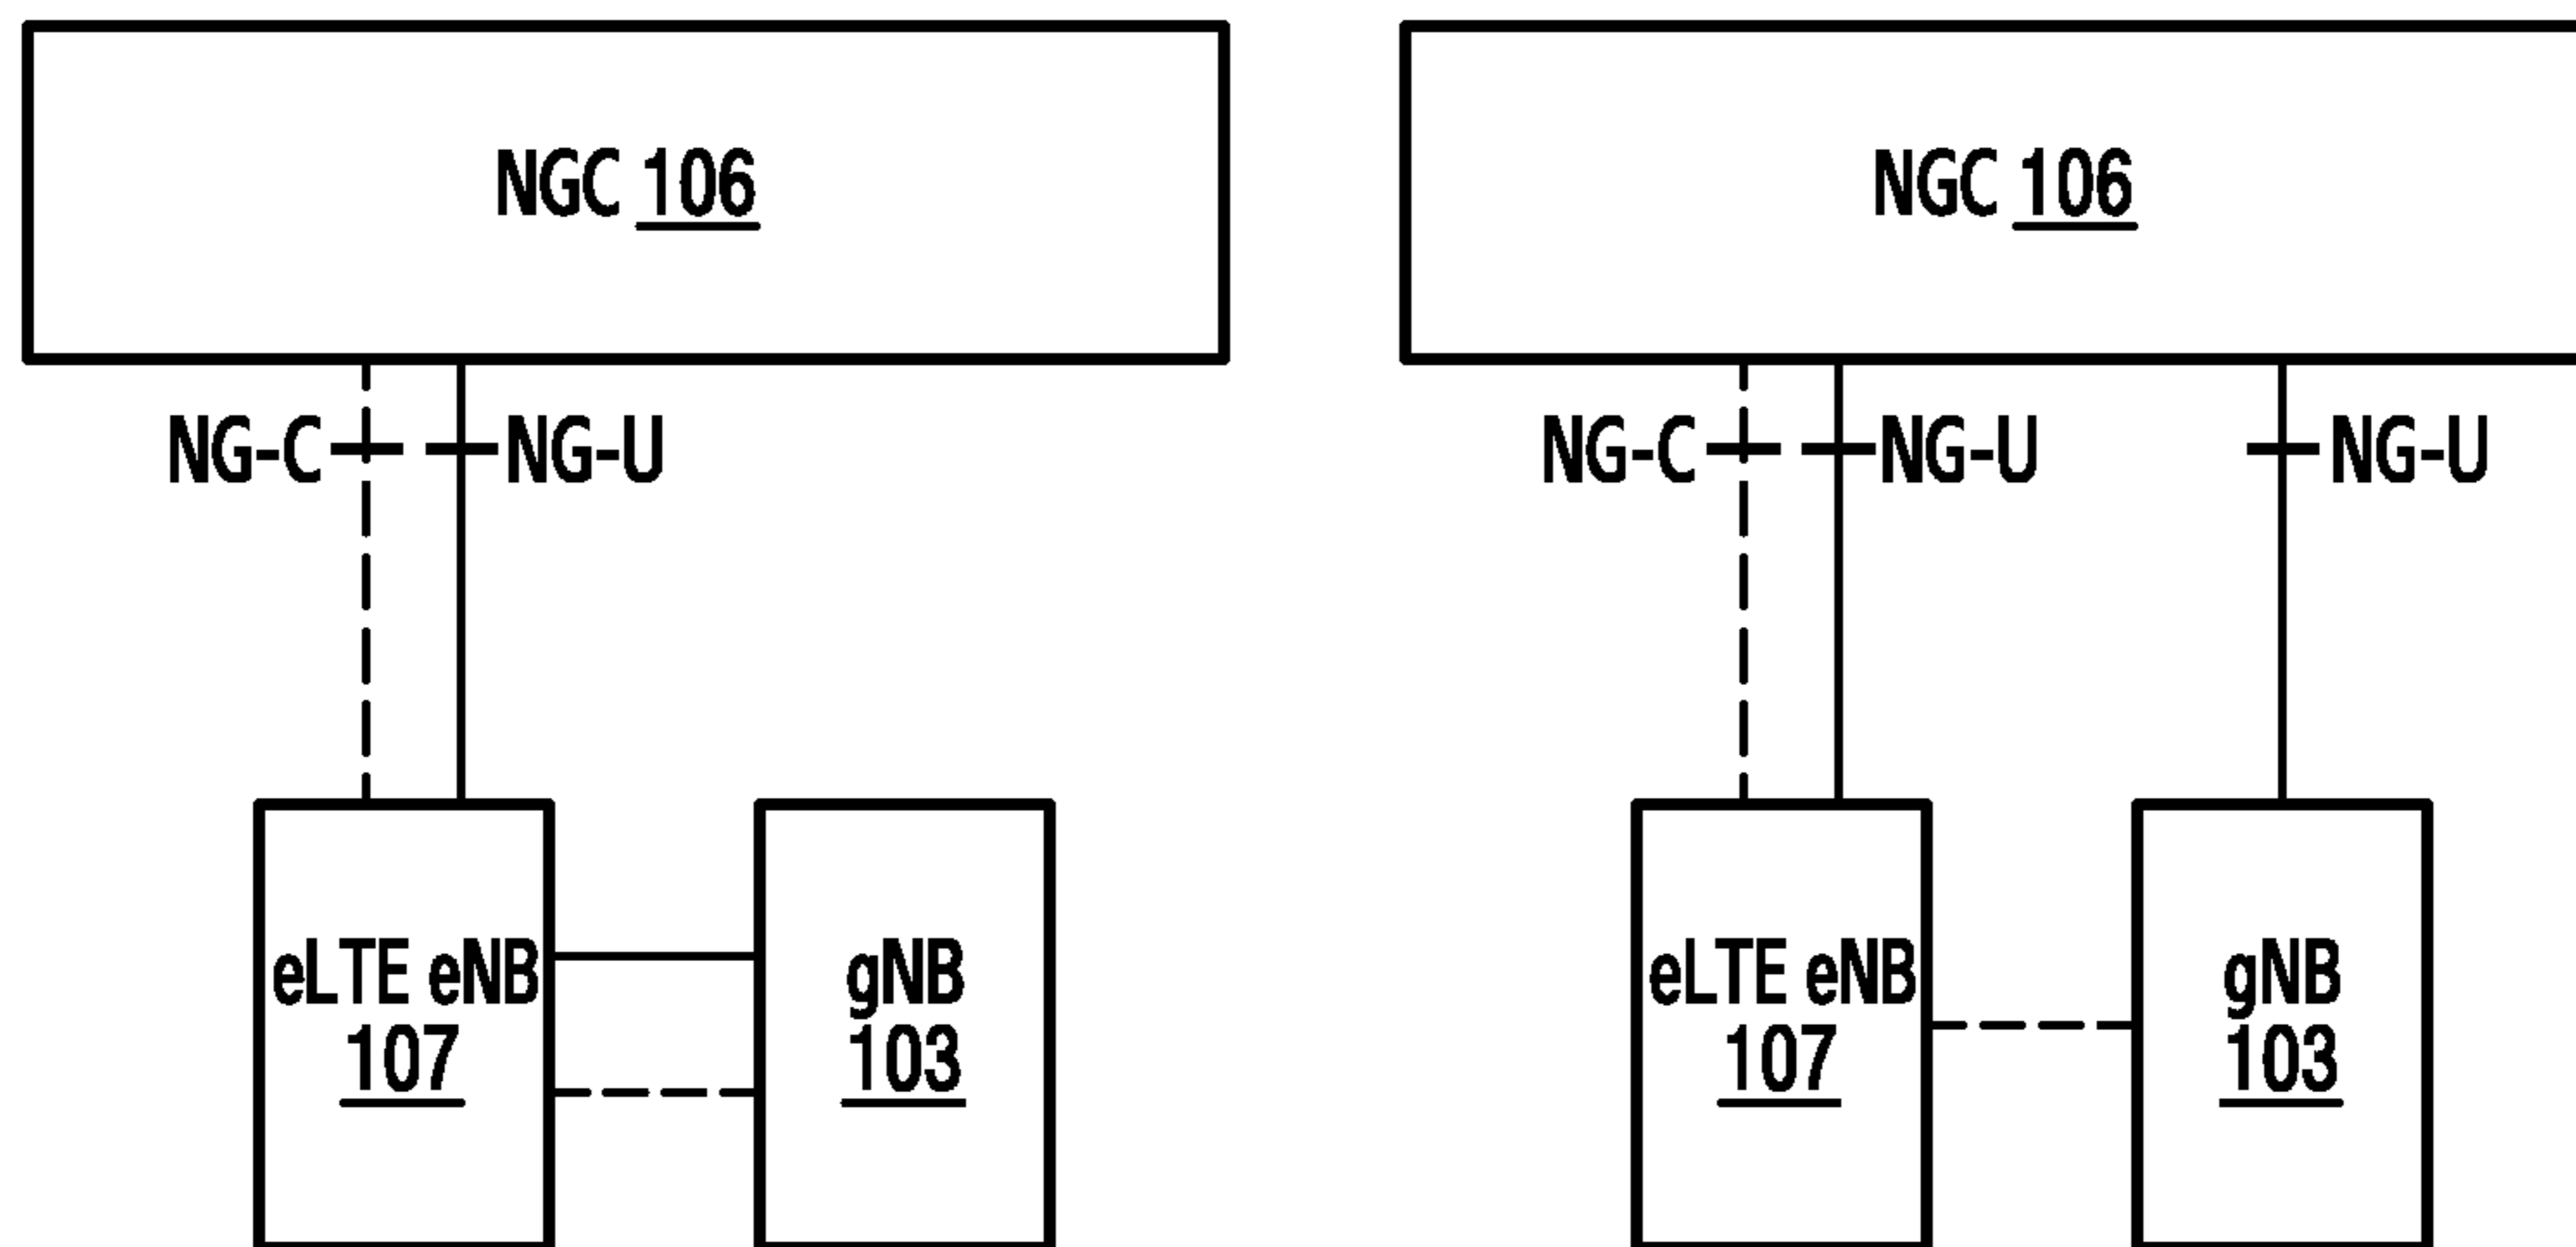 NGC 106
NG-C NG-U
eLTE eNB
107
gNB
103
NGC 106
NG-C NG-U NG-U
eLTE eNB
107
gNB
103